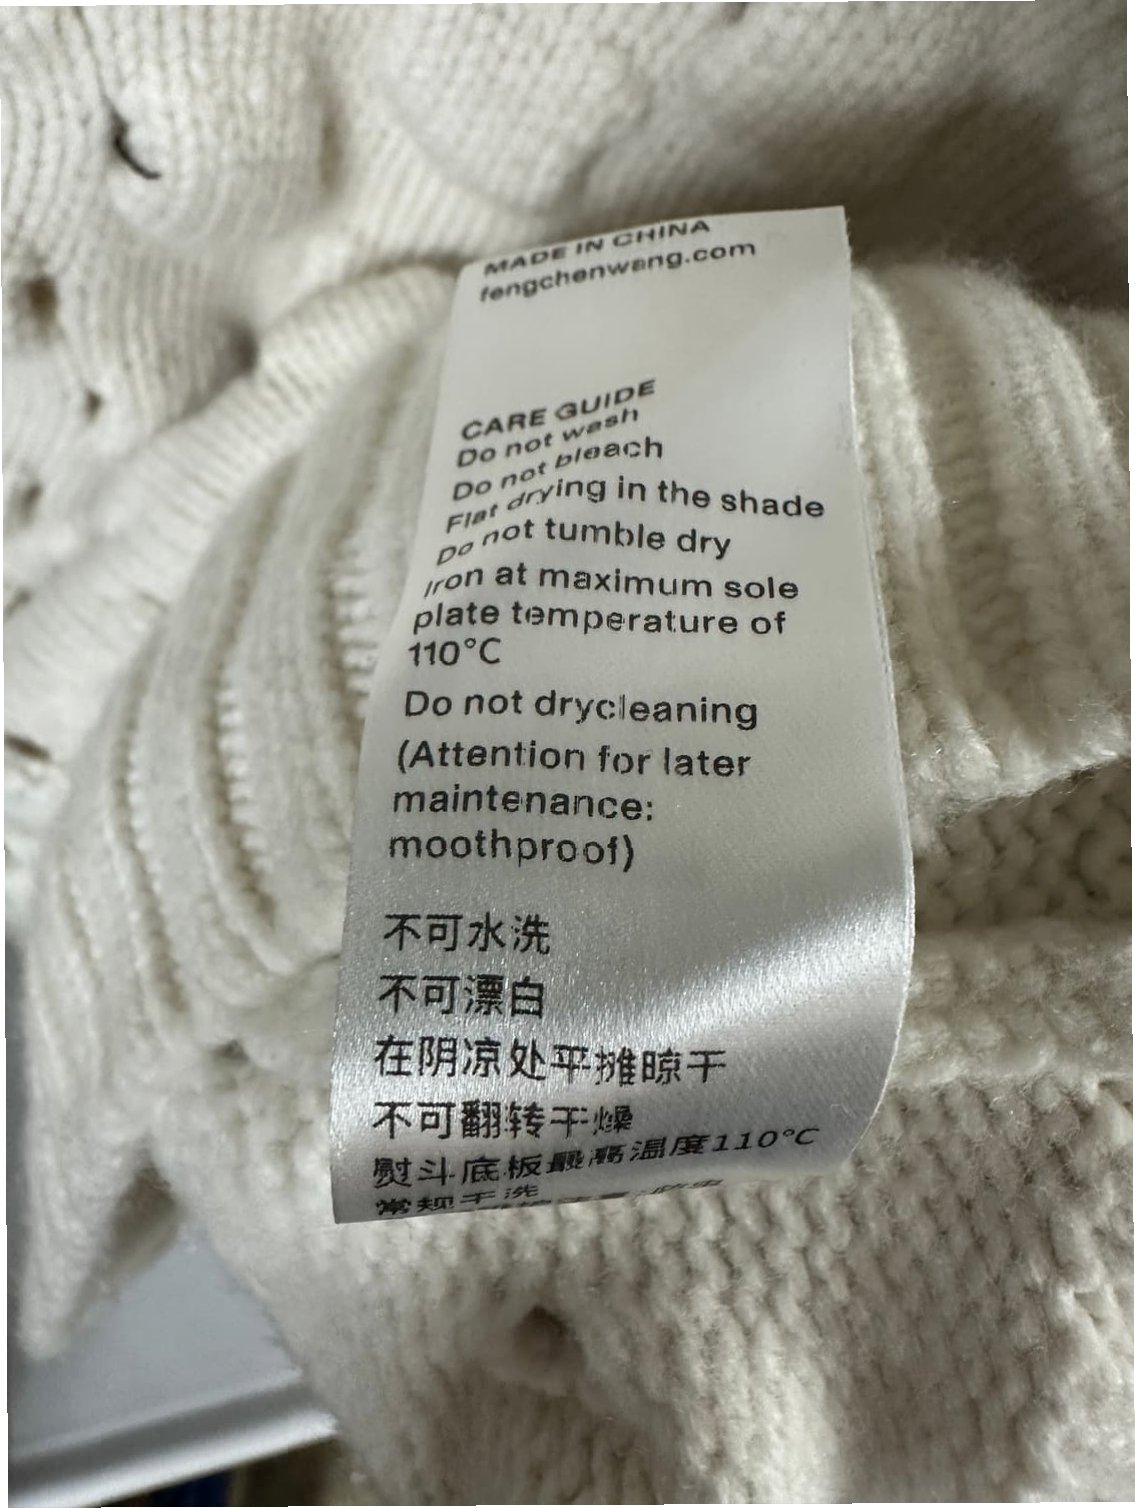 MADE IN CHINA
fengchenwang.com
CARE GUIDE
Do not wash
Do not bleach
Flat drying in the shade
Do not tumble dry
Iron at maximum sole
plate temperature of
110°C
Do not drycleaning
(Attention for later
maintenance:
moothproof)
不可水洗
不可漂白
在阴凉处平摊晾干
不可翻转干燥
熨斗底板最高温度110°C
常规干洗